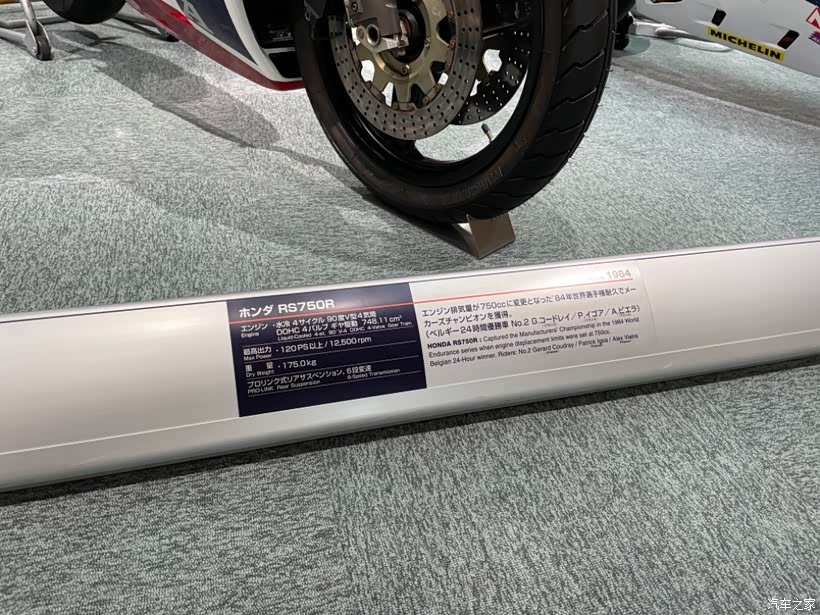 MICHELIN
ホンダ RS750R
エンジン・水冷 4サイクル 90度V型4気筒
Engine
DOHC 4バルブ ギヤ駆動 748.11 cm³
Liquid-Cooled 4-st. 90° V-4 DOHC 4-Valve Gear Train
最高出力・120 PS以上 / 12,500 rpm
Max Power
重 量・175.0 kg
Dry Weight
プロリンク式リアサスペンション、6段変速
PRO-LINK Rear Suspension 6-Speed Transmission
1984
エンジン排気量が750ccに変更となった'84年世界選手権耐久でメー
カーズチャンピオンを獲得。
(ベルギー24時間優勝車 No.2 G.コードレイ / P.イゴア / A.ビエラ)
HONDA RS750R : Captured the Manufacturers' Championship in the 1984 World
Endurance series when engine displacement limits were set at 750cc.
Belgian 24-Hour winner. Riders: No.2 Gerard Coudray / Patrick Igoa / Alex Vieira
汽车之家